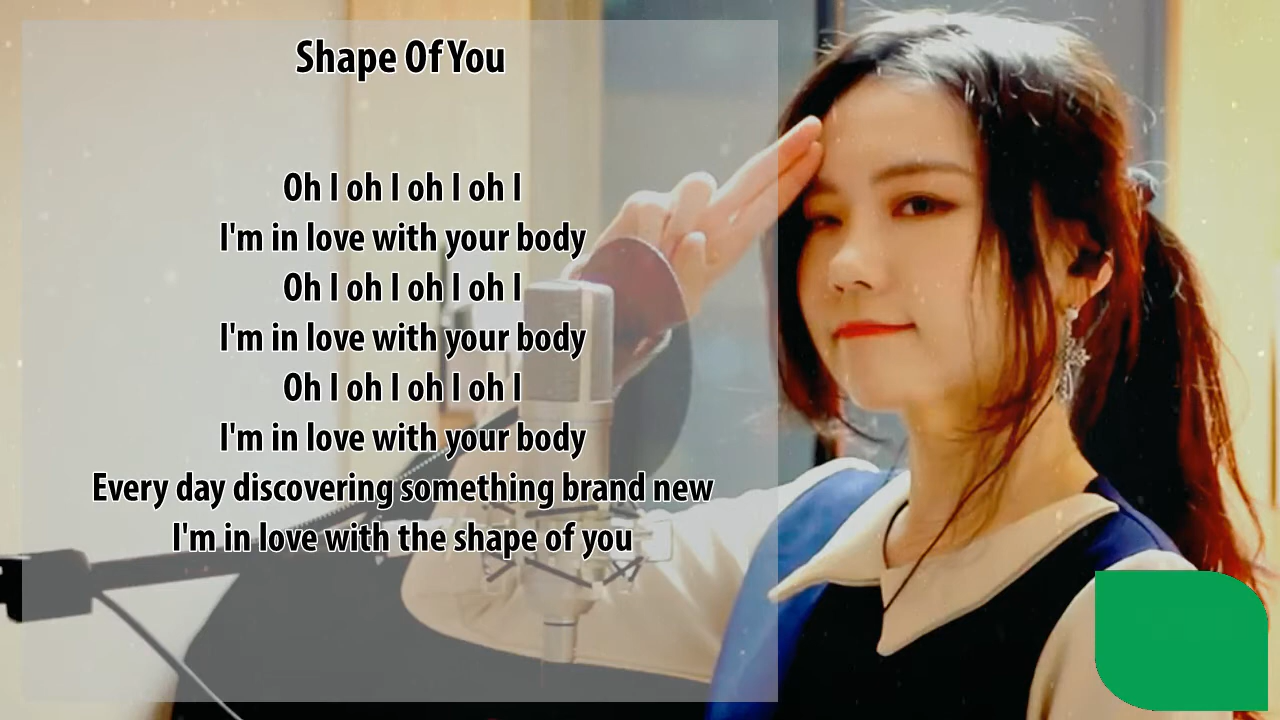 Shape Of You
Oh I oh I oh I oh I
I'm in love with your body
Oh I oh I oh I oh I
I'm in love with your body
Oh I oh I oh I oh I
I'm in love with your body
Every day discovering something brand new
I'm in love with the shape of you